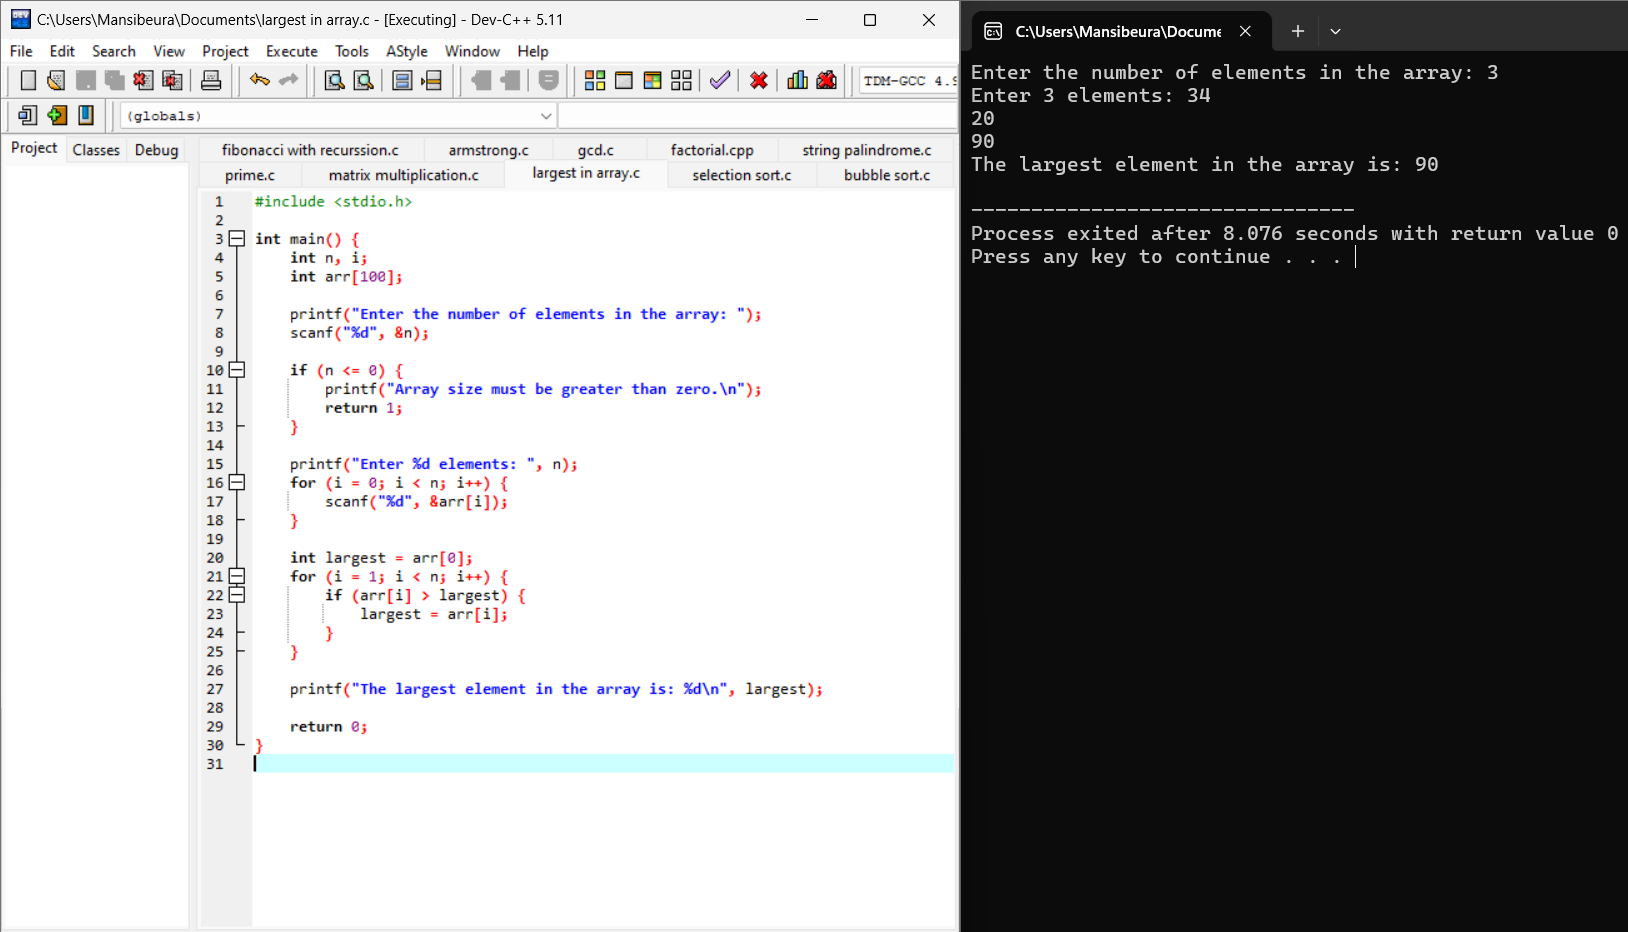 C:\Users\Mansibeura\Documents\largest in array.c - [Executing] - Dev-C++ 5.11
File Edit Search View Project Execute Tools AStyle Window Help
TDM-GCC 4.9
(globals)
Project Classes Debug
fibonacci with recurssion.c armstrong.c gcd.c factorial.cpp string palindrome.c
prime.c matrix multiplication.c largest in array.c selection sort.c bubble sort.c
1 #include <stdio.h>
2
3 int main() {
4 int n, i;
5 int arr[100];
6
7 printf("Enter the number of elements in the array: ");
8 scanf("%d", &n);
9
10 if (n <= 0) {
11 printf("Array size must be greater than zero.\n");
12 return 1;
13 }
14
15 printf("Enter %d elements: ", n);
16 for (i = 0; i < n; i++) {
17 scanf("%d", &arr[i]);
18 }
19
20 int largest = arr[0];
21 for (i = 1; i < n; i++) {
22 if (arr[i] > largest) {
23 largest = arr[i];
24 }
25 }
26
27 printf("The largest element in the array is: %d\n", largest);
28
29 return 0;
30 }
31
C:\Users\Mansibeura\Docume
Enter the number of elements in the array: 3
Enter 3 elements: 34
20
90
The largest element in the array is: 90
--------------------------------
Process exited after 8.076 seconds with return value 0
Press any key to continue . . .